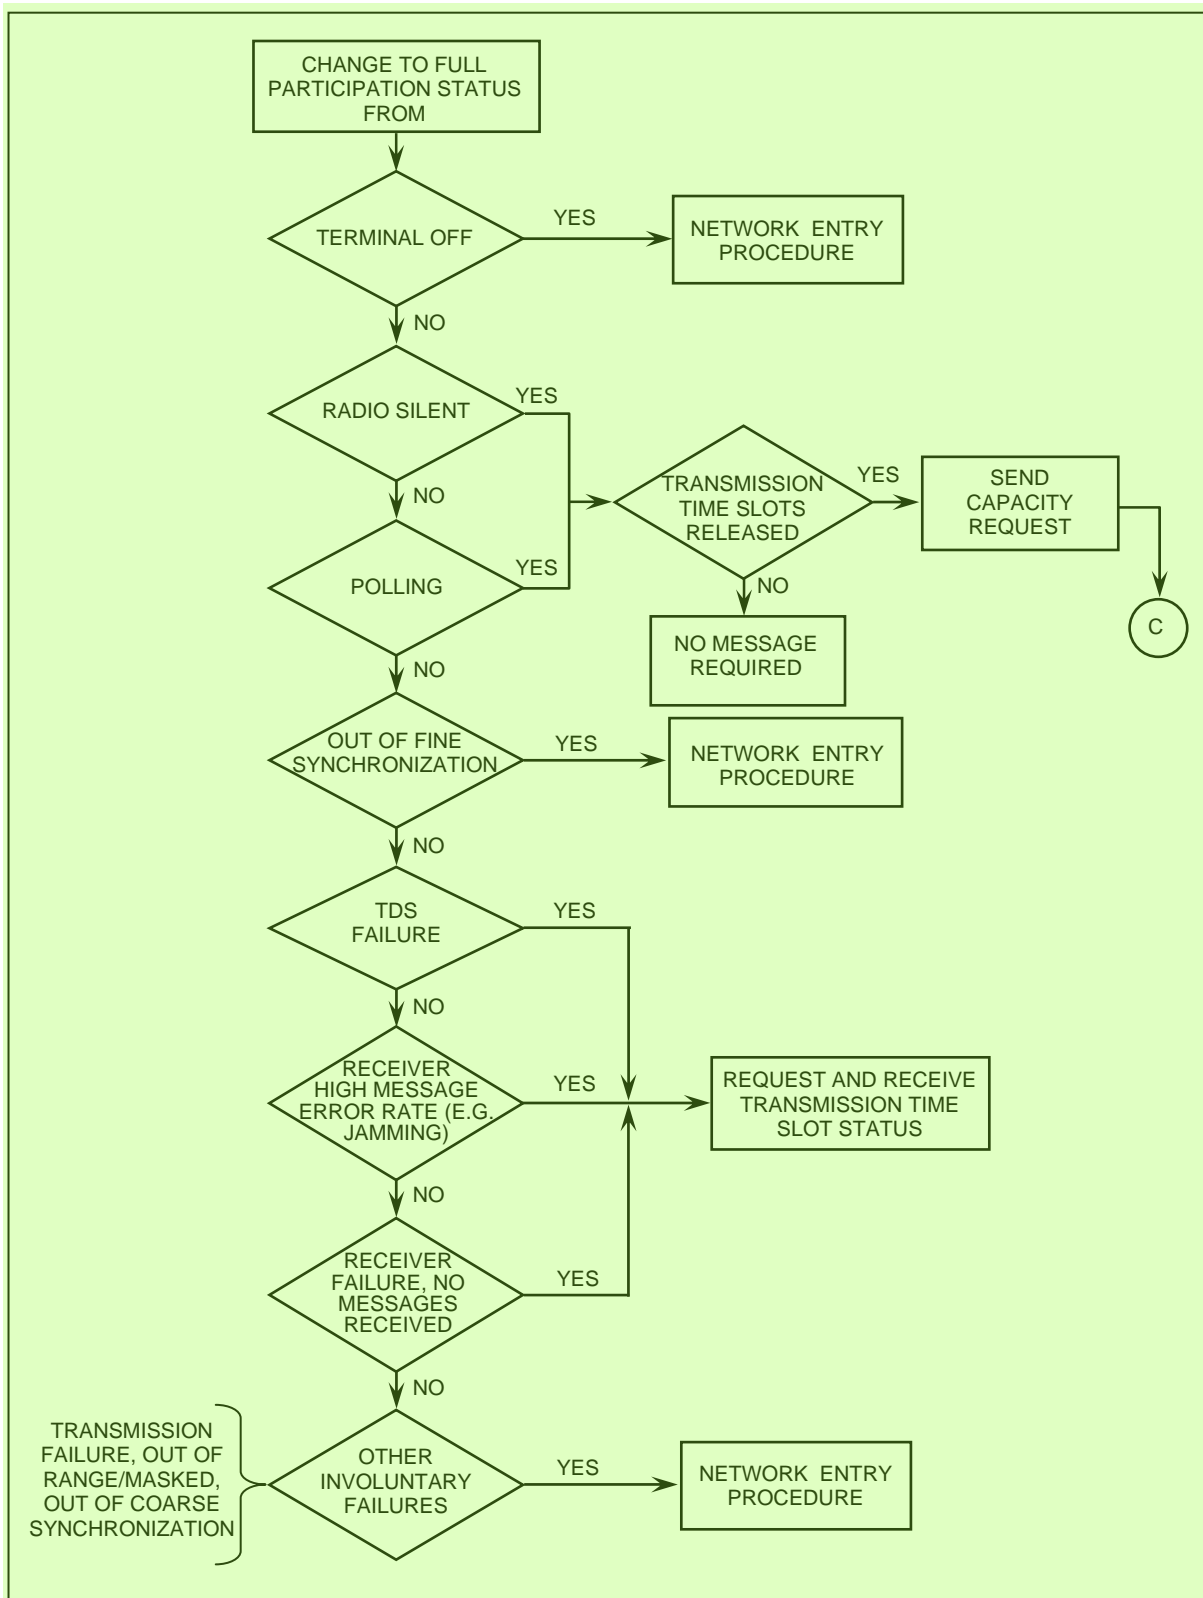 CHANGE TO FULL
PARTICIPATION STATUS
FROM
TERMINAL OFF
YES
NETWORK ENTRY
PROCEDURE
NO
RADIO SILENT
YES
NO
POLLING
YES
TRANSMISSION
TIME SLOTS
RELEASED
YES
SEND
CAPACITY
REQUEST
C
NO
NO MESSAGE
REQUIRED
NO
OUT OF FINE
SYNCHRONIZATION
YES
NETWORK ENTRY
PROCEDURE
NO
TDS
FAILURE
YES
NO
RECEIVER
HIGH MESSAGE
ERROR RATE (E.G.
JAMMING)
YES
REQUEST AND RECEIVE
TRANSMISSION TIME
SLOT STATUS
NO
RECEIVER
FAILURE, NO
MESSAGES
RECEIVED
YES
NO
TRANSMISSION
FAILURE, OUT OF
RANGE/MASKED,
OUT OF COARSE
SYNCHRONIZATION
OTHER
INVOLUNTARY
FAILURES
YES
NETWORK ENTRY
PROCEDURE